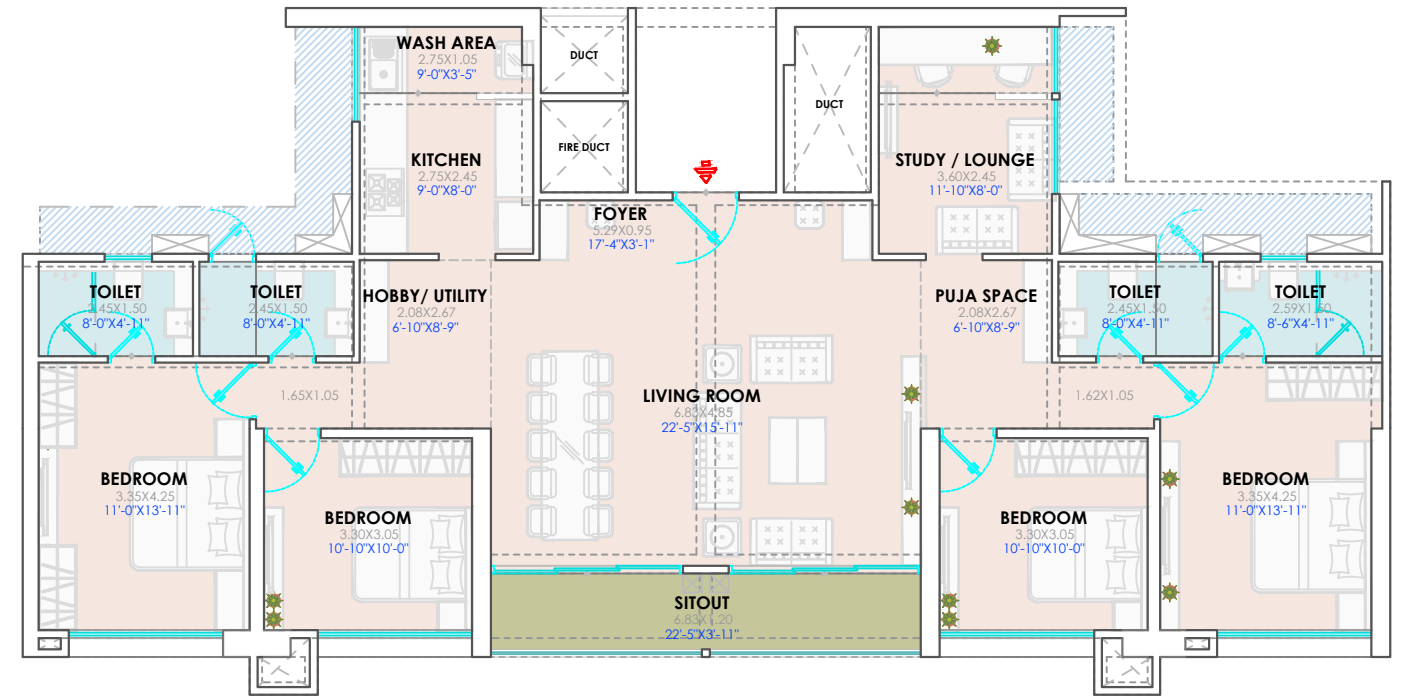 WASH AREA
2.75X1.05
9'-0"X3'-5"
DUCT
DUCT
FIRE DUCT
KITCHEN
2.75X2.45
9'-0"X8'-0"
STUDY / LOUNGE
3.60X2.45
11'-10"X8'-0"
FOYER
5.29X0.95
17'-4"X3'-1"
TOILET
2.45X1.50
8'-0"X4'-11"
TOILET
2.45X1.50
8'-0"X4'-11"
HOBBY/ UTILITY
2.08X2.67
6'-10"X8'-9"
PUJA SPACE
2.08X2.67
6'-10"X8'-9"
TOILET
2.45X1.50
8'-0"X4'-11"
TOILET
2.59X1.50
8'-6"X4'-11"
1.65X1.05
LIVING ROOM
6.83X4.85
22'-5"X15'-11"
1.62X1.05
BEDROOM
3.35X4.25
11'-0"X13'-11"
BEDROOM
3.30X3.05
10'-10"X10'-0"
BEDROOM
3.30X3.05
10'-10"X10'-0"
BEDROOM
3.35X4.25
11'-0"X13'-11"
SITOUT
6.83X1.20
22'-5"X3'-11"